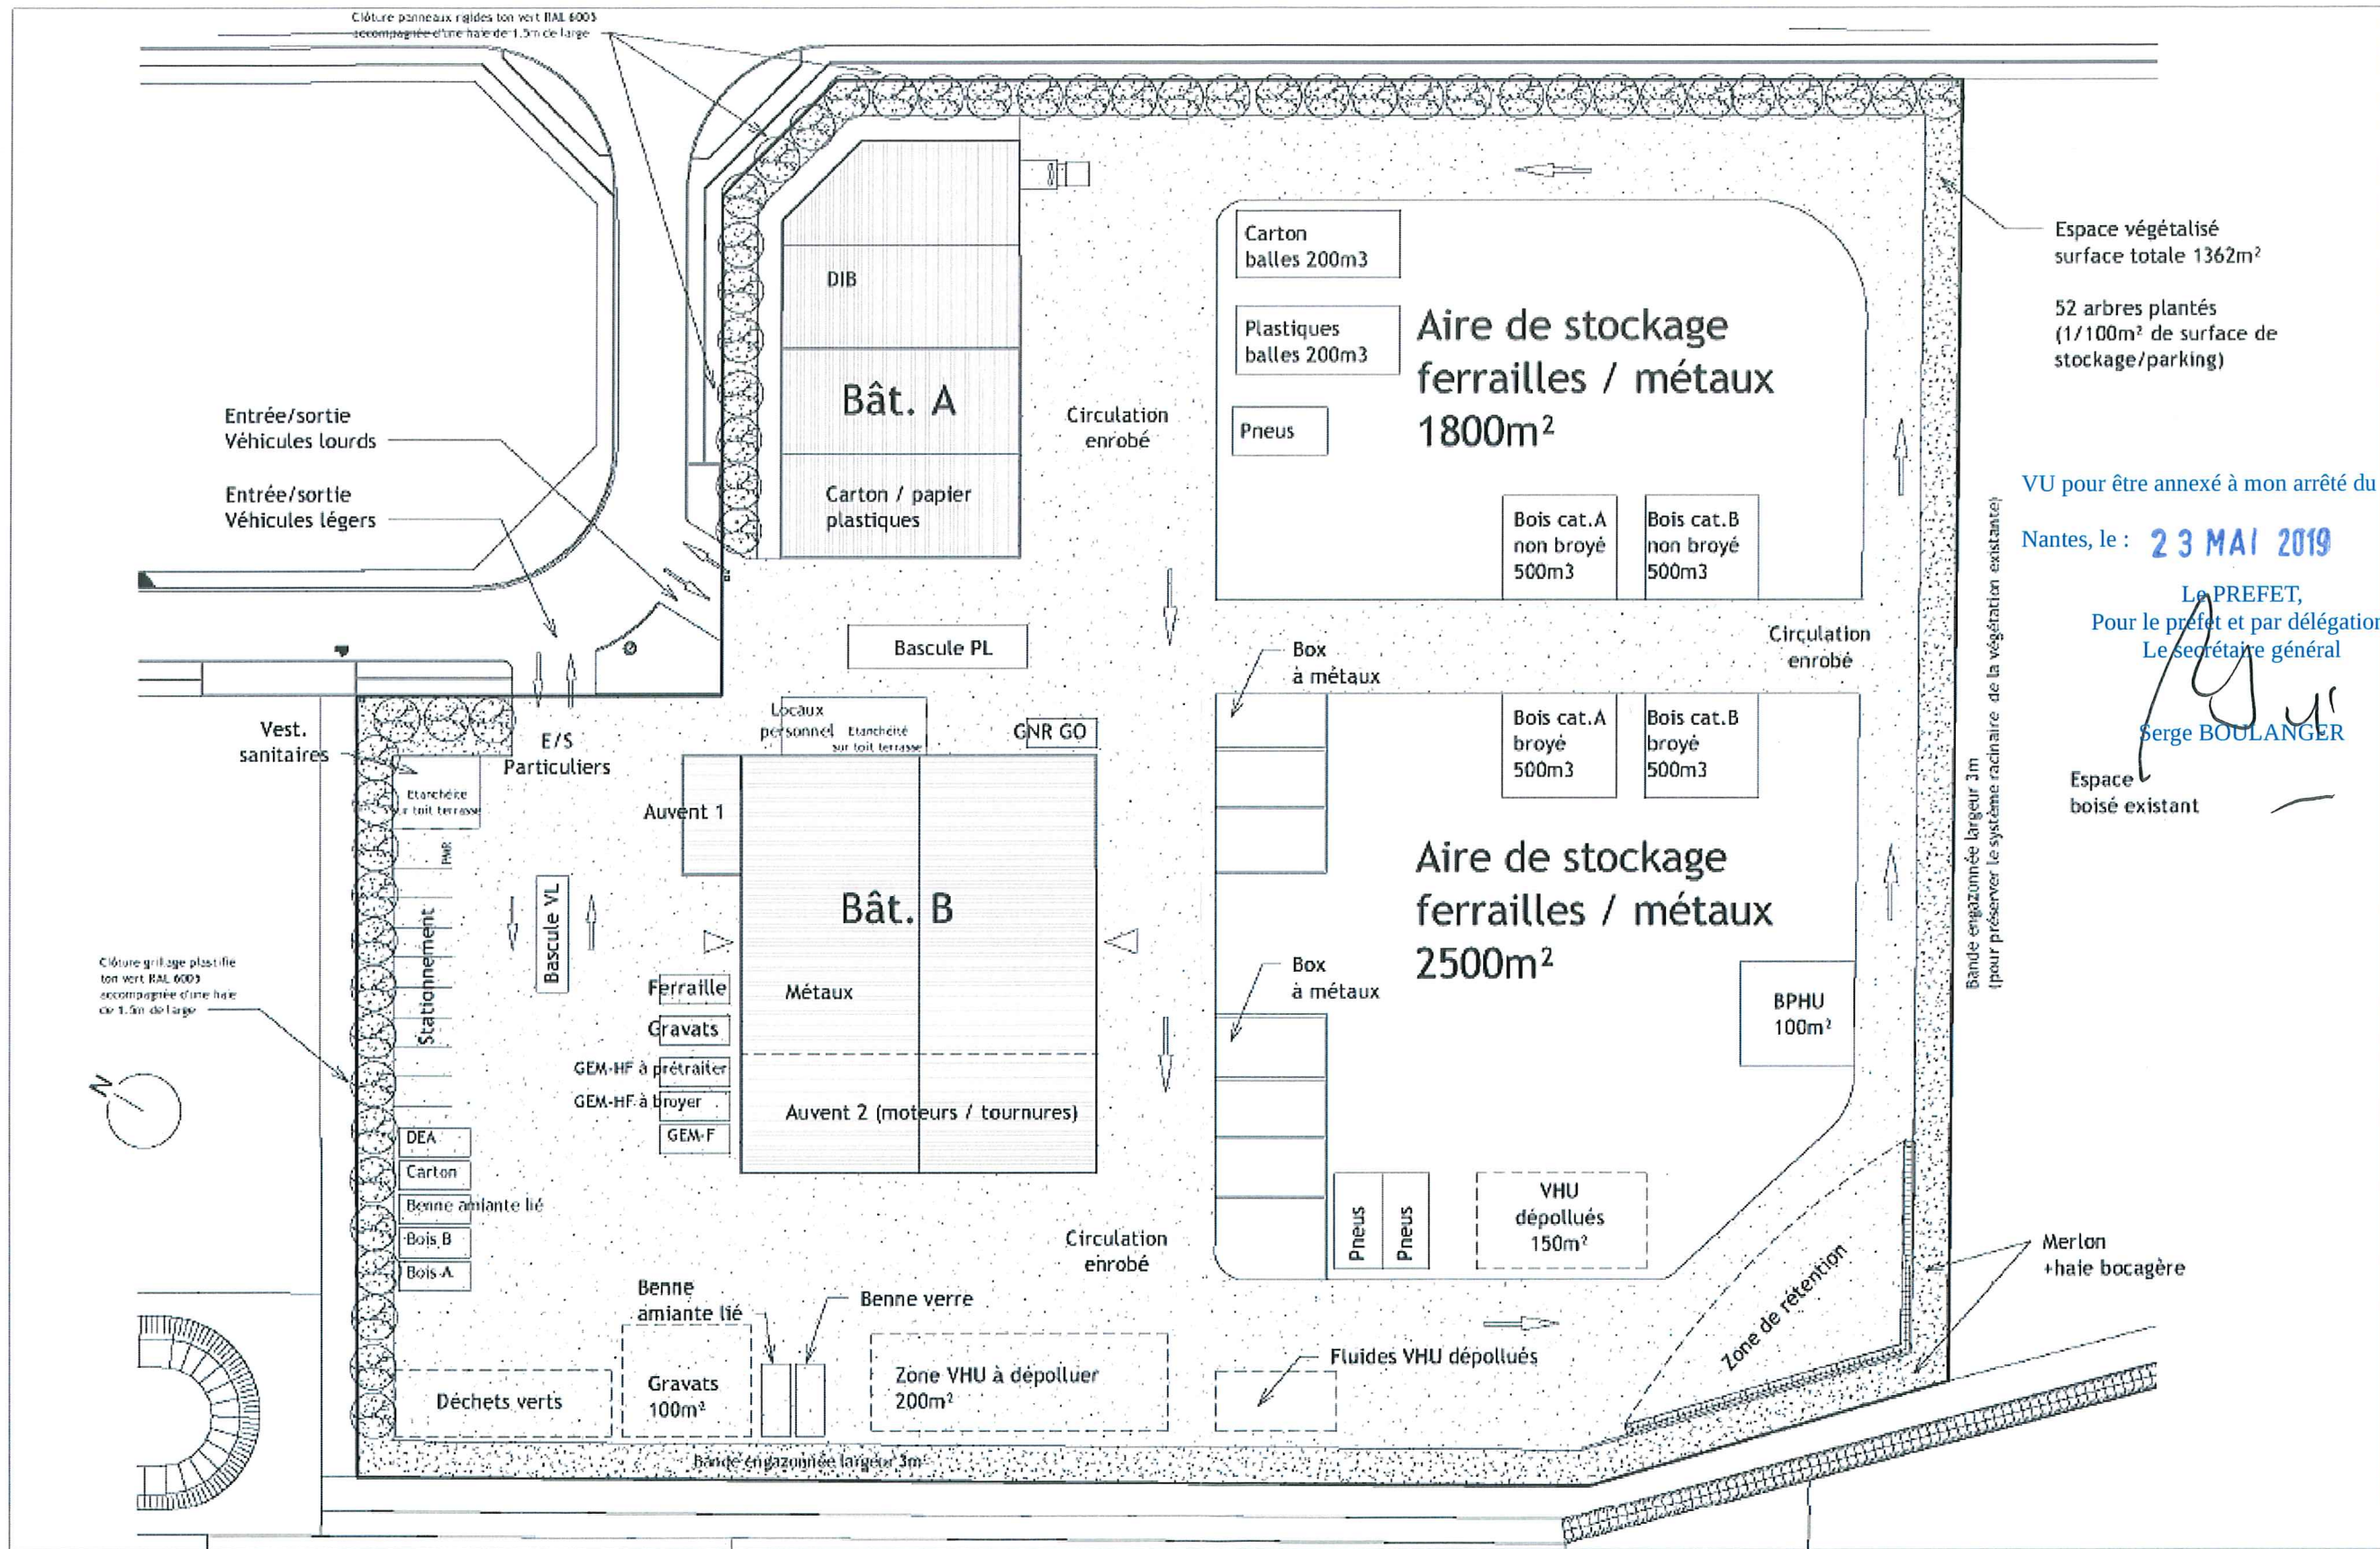 Clôture panneaux rigides ton vert RAL 6005
accompagnée d'une haie de 1.5m de large
DIB
Bât. A
Carton / papier
plastiques
Circulation
enrobé
Carton
balles 200m3
Plastiques
balles 200m3
Pneus
Aire de stockage
ferrailles / métaux
1800m²
Bois cat.A
non broyé
500m3
Bois cat.B
non broyé
500m3
Espace végétalisé
surface totale 1362m²
52 arbres plantés
(1/100m² de surface de
stockage/parking)
Entrée/sortie
Véhicules lourds
Entrée/sortie
Véhicules légers
VU pour être annexé à mon arrêté du
Nantes, le : 23 MAI 2019
Le PREFET,
Pour le préfet et par délégation
Le secrétaire général
Serge BOULANGER
Espace
boisé existant
Bande engazonnée largeur 3m
(pour préserver le système racinaire de la végétation existante)
Bascule PL
Circulation
enrobé
Box
à métaux
Locaux
personnel
Etanchéité
sur toit terrasse
GNR GO
Vest.
sanitaires
E/S
Particuliers
Etanchéité
sur toit terrasse
PMR
Auvent 1
Bois cat.A
broyé
500m3
Bois cat.B
broyé
500m3
Aire de stockage
ferrailles / métaux
2500m²
Bât. B
Bascule VL
Stationnement
Clôture grillage plastifié
ton vert RAL 6005
accompagnée d'une haie
de 1.5m de large
Ferraille
Gravats
GEM-HF à prétraiter
GEM-HF à broyer
GEM-F
Métaux
Auvent 2 (moteurs / tournures)
Box
à métaux
BPHU
100m²
N
DEA
Carton
Benne amiante lié
Bois B
Bois A
Circulation
enrobé
Pneus
Pneus
VHU
dépollués
150m²
Zone de rétention
Merlon
+haie bocagère
Benne
amiante lié
Benne verre
Déchets verts
Gravats
100m²
Zone VHU à dépolluer
200m²
Fluides VHU dépollués
Bande engazonnée largeur 3m